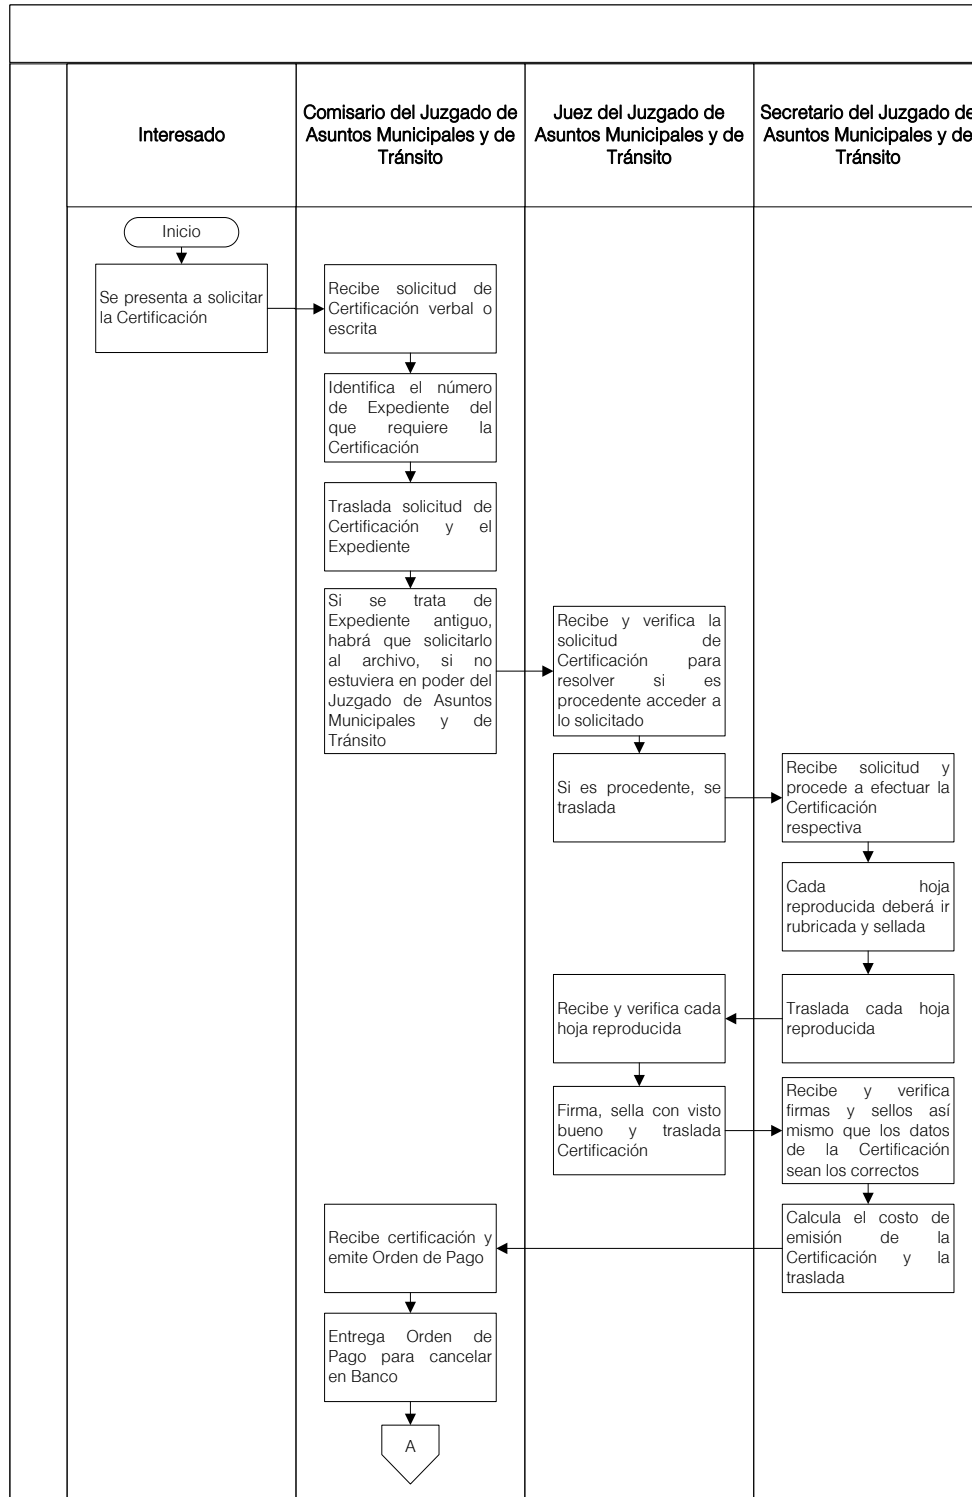 Interesado
Comisario del Juzgado de
Asuntos Municipales y de
Tránsito
Juez del Juzgado de
Asuntos Municipales y de
Tránsito
Secretario del Juzgado de
Asuntos Municipales y de
Tránsito
Inicio
Se presenta a solicitar
la Certificación
Recibe solicitud de
Certificación verbal o
escrita
Identifica el número
de Expediente del
que requiere la
Certificación
Traslada solicitud de
Certificación y el
Expediente
Si se trata de
Expediente antiguo,
habrá que solicitarlo
al archivo, si no
estuviera en poder del
Juzgado de Asuntos
Municipales y de
Tránsito
Recibe y verifica la
solicitud de
Certificación para
resolver si es
procedente acceder a
lo solicitado
Si es procedente, se
traslada
Recibe solicitud y
procede a efectuar la
Certificación
respectiva
Cada hoja
reproducida deberá ir
rubricada y sellada
Traslada cada hoja
reproducida
Recibe y verifica cada
hoja reproducida
Firma, sella con visto
bueno y traslada
Certificación
Recibe y verifica
firmas y sellos así
mismo que los datos
de la Certificación
sean los correctos
Calcula el costo de
emisión de la
Certificación y la
traslada
Recibe certificación y
emite Orden de Pago
Entrega Orden de
Pago para cancelar
en Banco
A